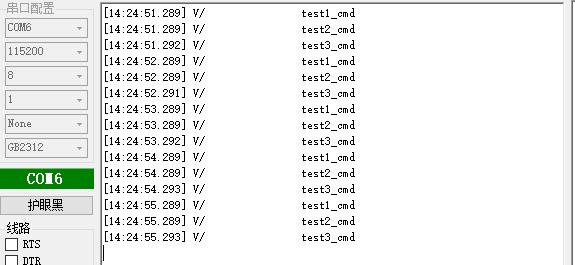 串口配置
COM6
115200
8
1
None
GB2312
COM6
护眼黑
线路
RTS
DTR
[14:24:51.289] V/ test1_cmd
[14:24:51.289] V/ test2_cmd
[14:24:51.292] V/ test3_cmd
[14:24:52.289] V/ test1_cmd
[14:24:52.289] V/ test2_cmd
[14:24:52.291] V/ test3_cmd
[14:24:53.289] V/ test1_cmd
[14:24:53.289] V/ test2_cmd
[14:24:53.292] V/ test3_cmd
[14:24:54.289] V/ test1_cmd
[14:24:54.289] V/ test2_cmd
[14:24:54.293] V/ test3_cmd
[14:24:55.289] V/ test1_cmd
[14:24:55.289] V/ test2_cmd
[14:24:55.293] V/ test3_cmd